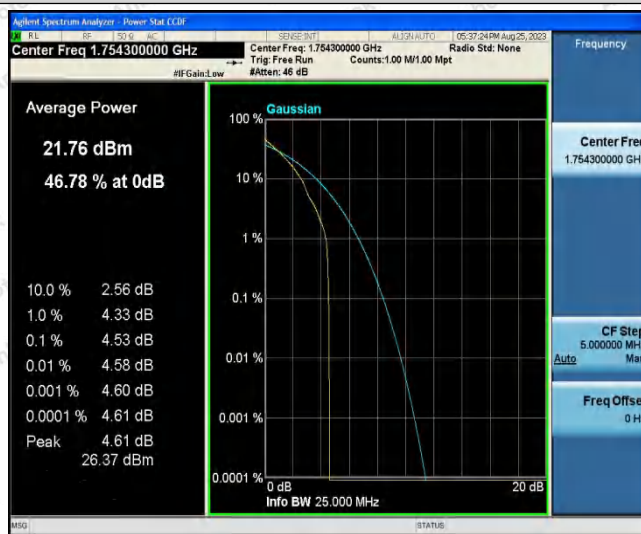 Agilent Spectrum Analyzer - Power Stat CCDF
RL RF 50 Ω AC SENSE:INT ALIGN AUTO 05:37:24 PM Aug 25, 2023
Center Freq 1.754300000 GHz
Center Freq: 1.754300000 GHz Radio Std: None
Trig: Free Run Counts:1.00 M/1.00 Mpt
#IFGain:Low #Atten: 46 dB
Frequency
Average Power
21.76 dBm
46.78 % at 0dB
10.0 % 2.56 dB
1.0 % 4.33 dB
0.1 % 4.53 dB
0.01 % 4.58 dB
0.001 % 4.60 dB
0.0001 % 4.61 dB
Peak 4.61 dB
26.37 dBm
Gaussian
100 %
10 %
1 %
0.1 %
0.01 %
0.001 %
0.0001 %
0 dB 20 dB
Info BW 25.000 MHz
Center Fre
1.754300000 GH
CF Step
5.000000 MH
Auto Ma
Freq Offse
0 H
MSG STATUS